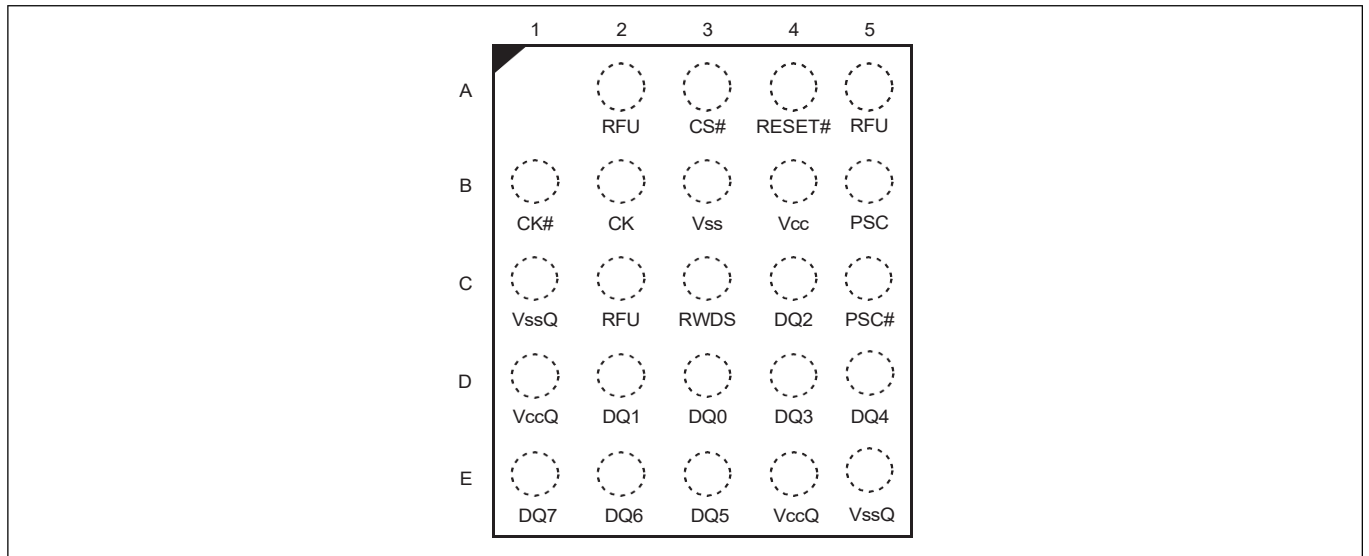 1 2 3 4 5
A
RFU CS# RESET# RFU
B
CK# CK Vss Vcc PSC
C
VssQ RFU RWDS DQ2 PSC#
D
VccQ DQ1 DQ0 DQ3 DQ4
E
DQ7 DQ6 DQ5 VccQ VssQ